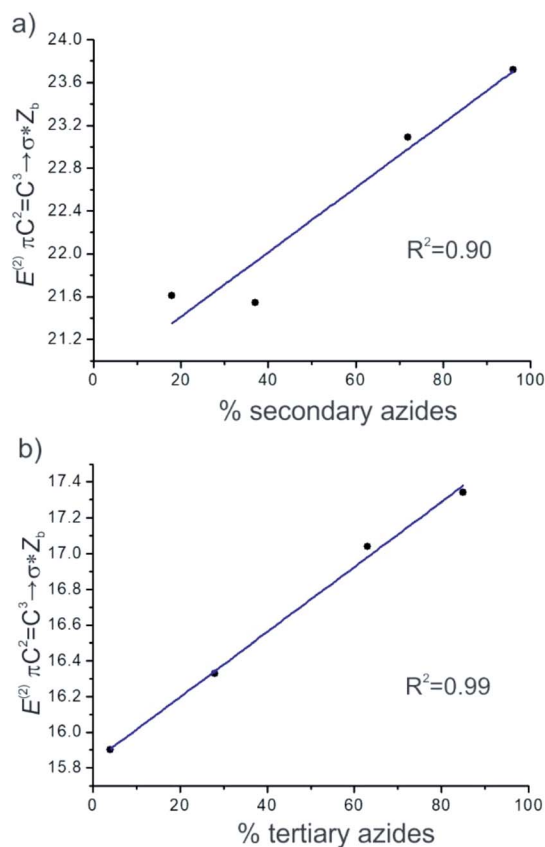 a)
24.0
23.6
23.2
22.8
22.4
22.0
21.6
21.2
E⁽²⁾ πC²=C³→σ*Z_b
R²=0.90
0 20 40 60 80 100
% secondary azides
b)
17.4
17.2
17.0
16.8
16.6
16.4
16.2
16.0
15.8
E⁽²⁾ πC²=C³→σ*Z_b
R²=0.99
0 20 40 60 80 100
% tertiary azides